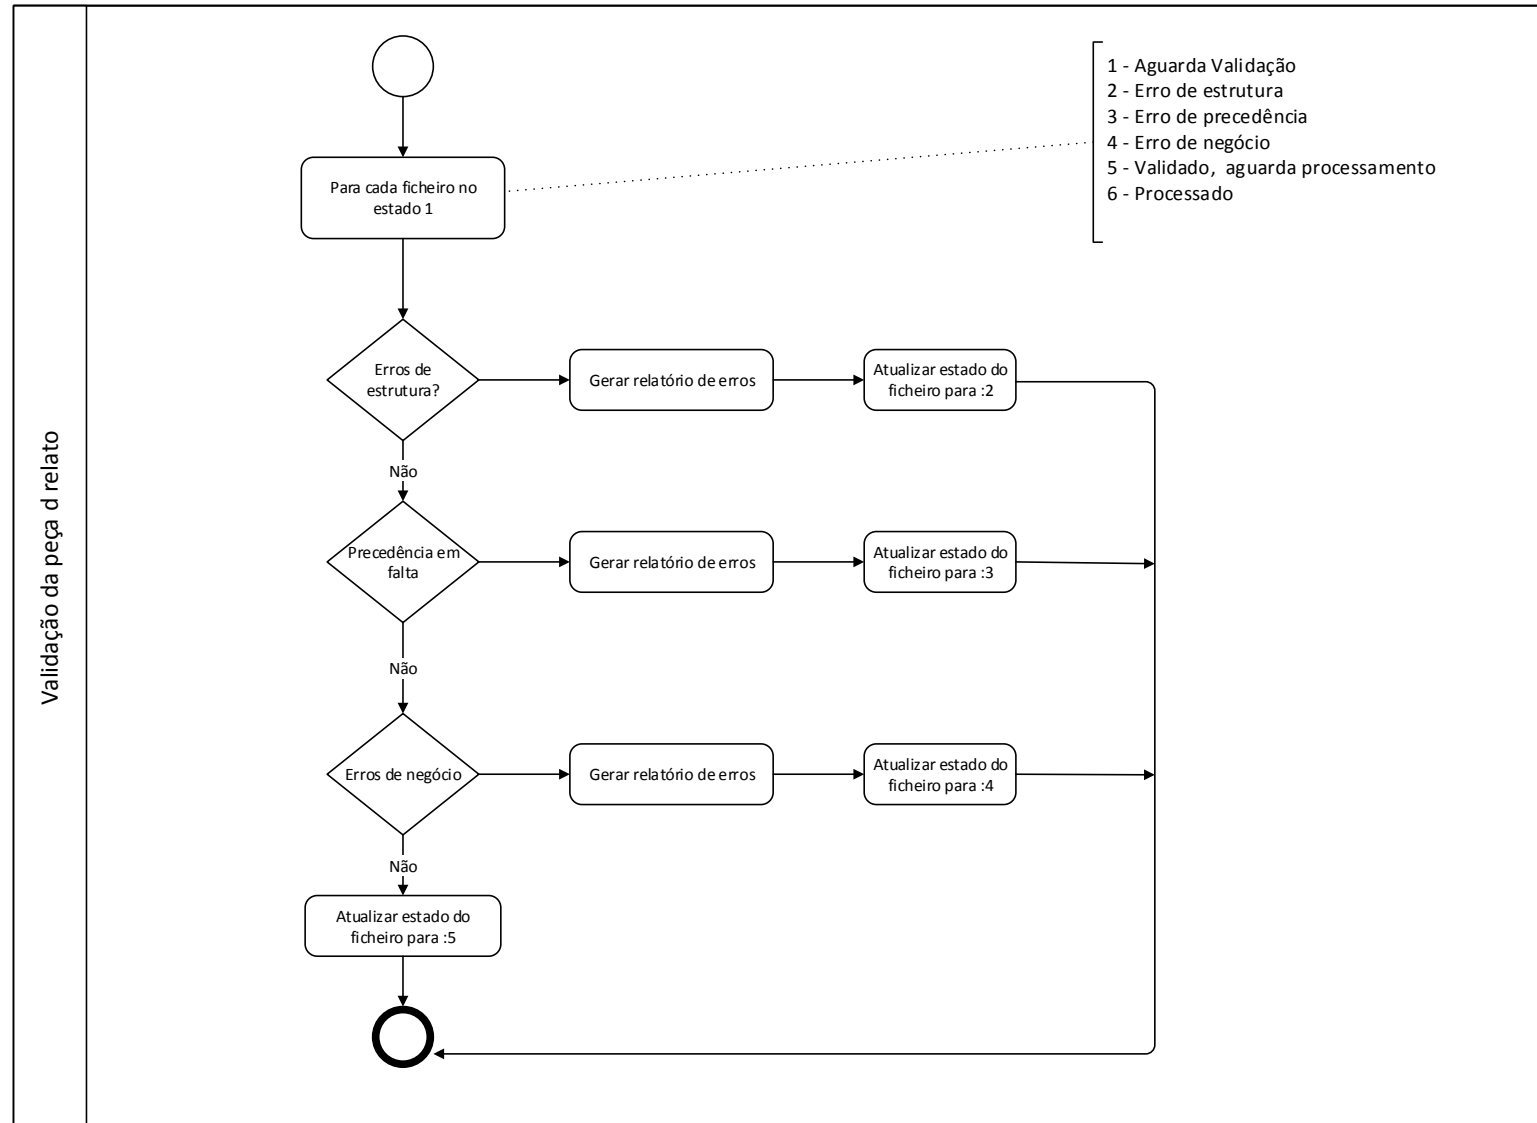 Validação da peça d relato
1 - Aguarda Validação
2 - Erro de estrutura
3 - Erro de precedência
4 - Erro de negócio
5 - Validado, aguarda processamento
6 - Processado
Para cada ficheiro no
estado 1
Erros de
estrutura?
Gerar relatório de erros
Atualizar estado do
ficheiro para :2
Não
Precedência em
falta
Gerar relatório de erros
Atualizar estado do
ficheiro para :3
Não
Erros de negócio
Gerar relatório de erros
Atualizar estado do
ficheiro para :4
Não
Atualizar estado do
ficheiro para :5